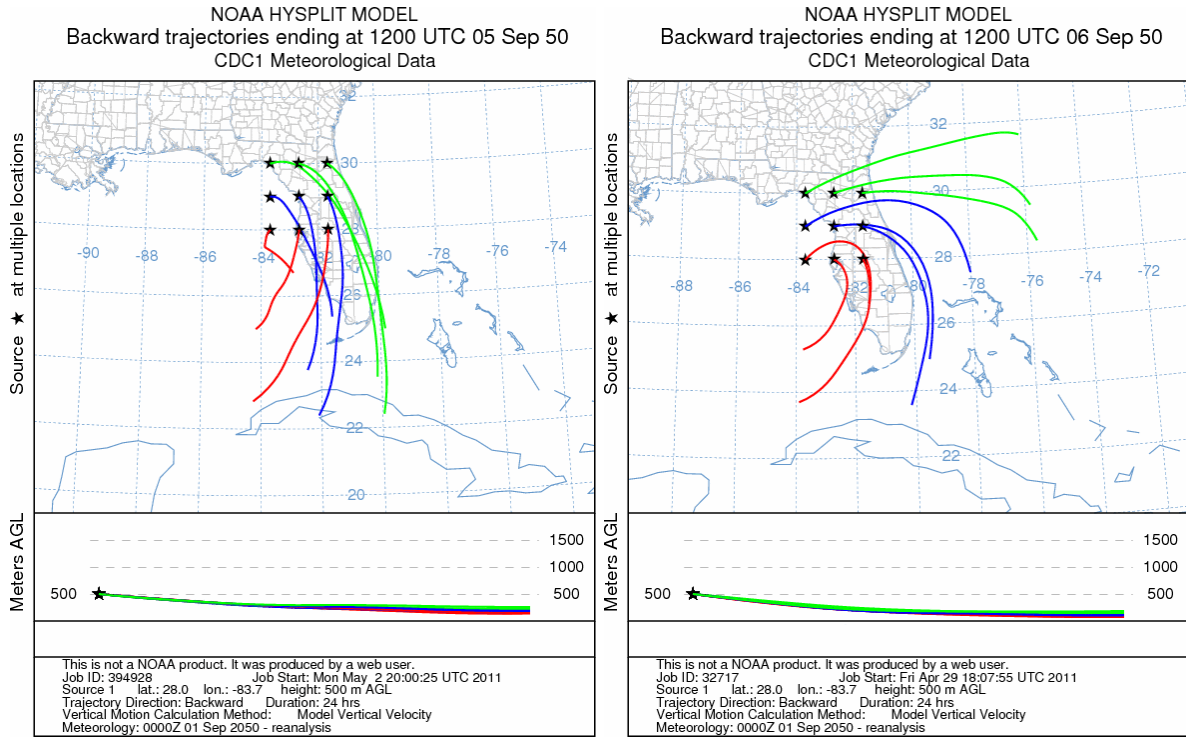 NOAA HYSPLIT MODEL
Backward trajectories ending at 1200 UTC 05 Sep 50
CDC1 Meteorological Data
Source ★ at multiple locations
32
30
-90
-88
-86
-84
-82
-80
-78
-76
-74
28
26
24
22
20
Meters AGL
1500
1000
500
500
This is not a NOAA product. It was produced by a web user.
Job ID: 394928 Job Start: Mon May 2 20:00:25 UTC 2011
Source 1 lat.: 28.0 lon.: -83.7 height: 500 m AGL
Trajectory Direction: Backward Duration: 24 hrs
Vertical Motion Calculation Method: Model Vertical Velocity
Meteorology: 0000Z 01 Sep 2050 - reanalysis
NOAA HYSPLIT MODEL
Backward trajectories ending at 1200 UTC 06 Sep 50
CDC1 Meteorological Data
Source ★ at multiple locations
32
30
28
-88
-86
-84
-82
-80
-78
-76
-74
-72
26
24
22
Meters AGL
1500
1000
500
500
This is not a NOAA product. It was produced by a web user.
Job ID: 32717 Job Start: Fri Apr 29 18:07:55 UTC 2011
Source 1 lat.: 28.0 lon.: -83.7 height: 500 m AGL
Trajectory Direction: Backward Duration: 24 hrs
Vertical Motion Calculation Method: Model Vertical Velocity
Meteorology: 0000Z 01 Sep 2050 - reanalysis